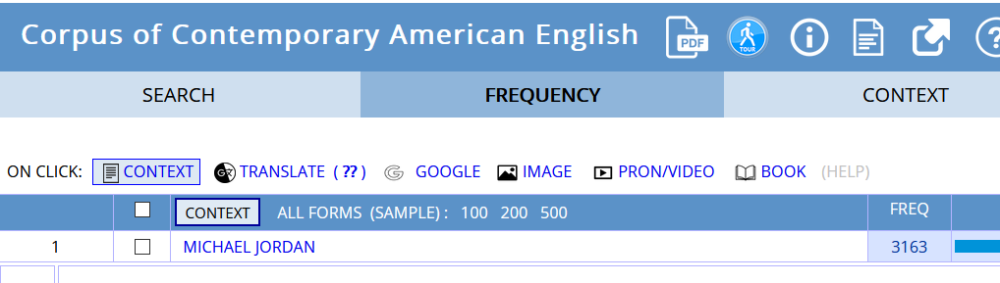 Corpus of Contemporary American English PDF TOUR ?
SEARCH FREQUENCY CONTEXT
ON CLICK: CONTEXT TRANSLATE (??) GOOGLE IMAGE PRON/VIDEO BOOK (HELP)
CONTEXT ALL FORMS (SAMPLE): 100 200 500 FREQ
1 MICHAEL JORDAN 3163